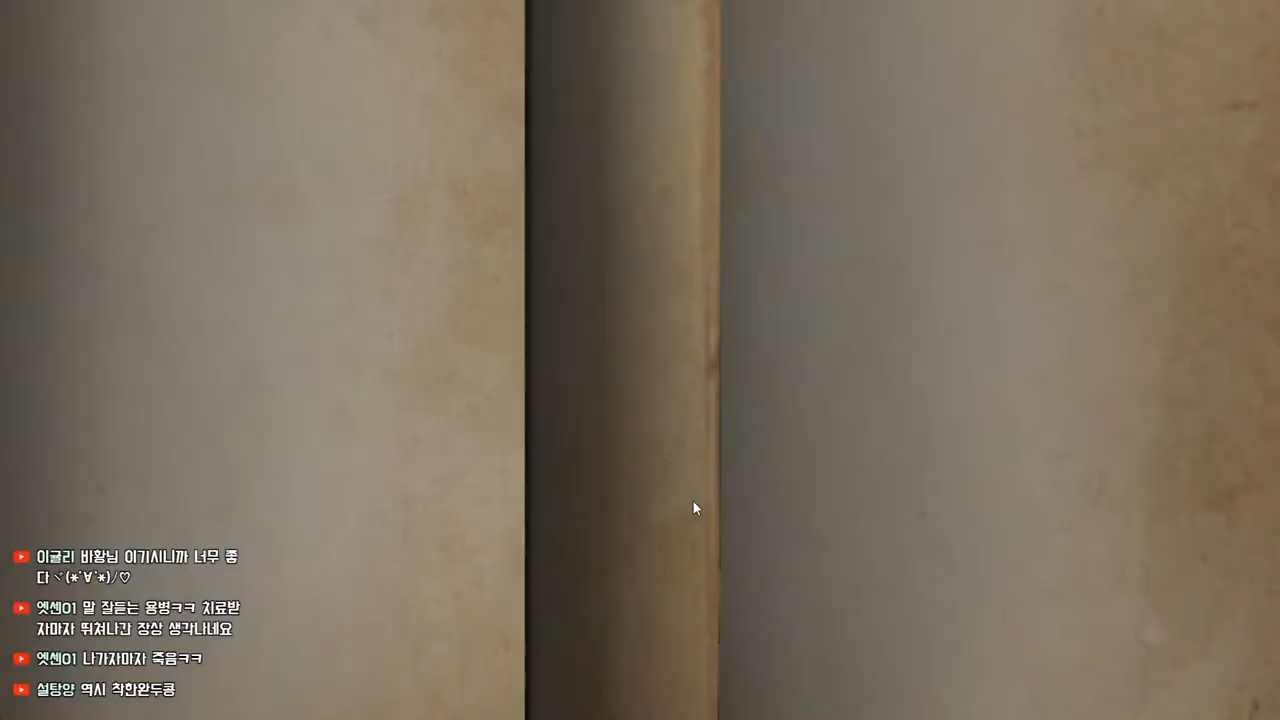 이귤리 바황님 이기시니까 너무 좋
다ヾ(*'∀'*)/♡
엣센01 말 잘듣는 용병ㅋㅋ 치료받
자마자 뛰쳐나간 장상 생각나네요
엣센01 나가자마자 죽음ㅋㅋ
설탕양 역시 착한완두콩